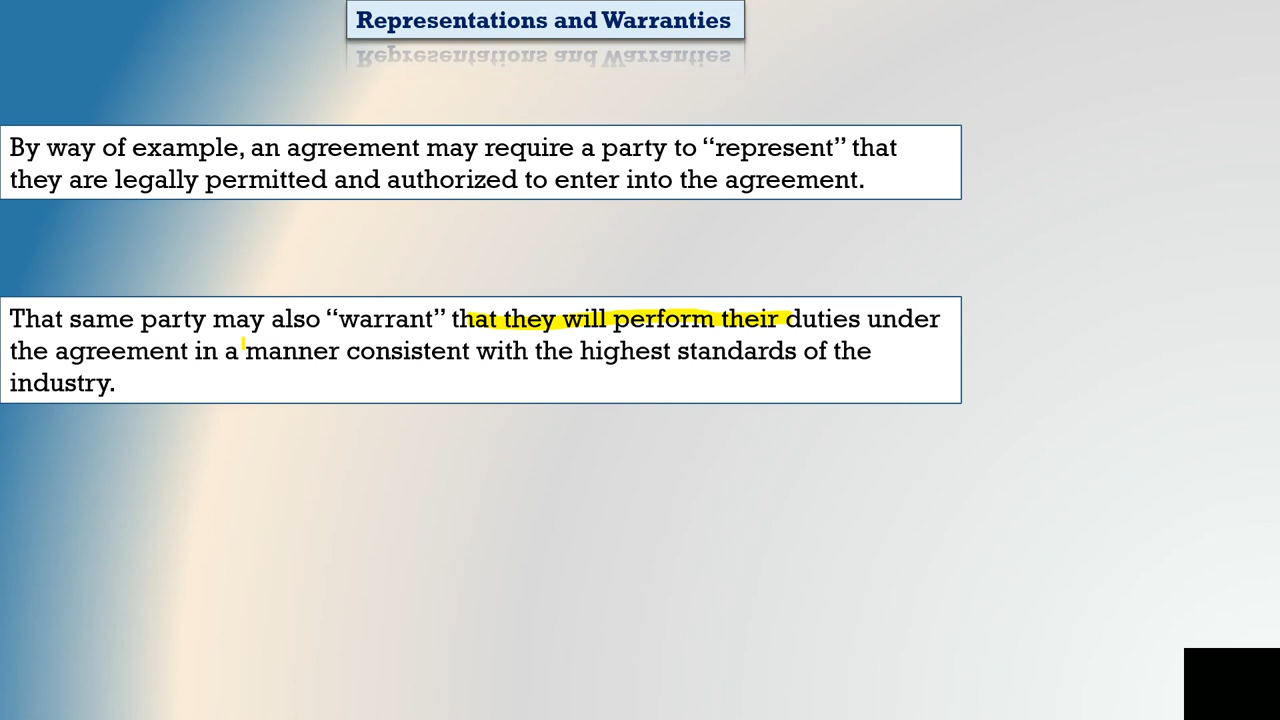 Representations and Warranties
By way of example, an agreement may require a party to “represent” that
they are legally permitted and authorized to enter into the agreement.
That same party may also “warrant” that they will perform their duties under
the agreement in a manner consistent with the highest standards of the
industry.